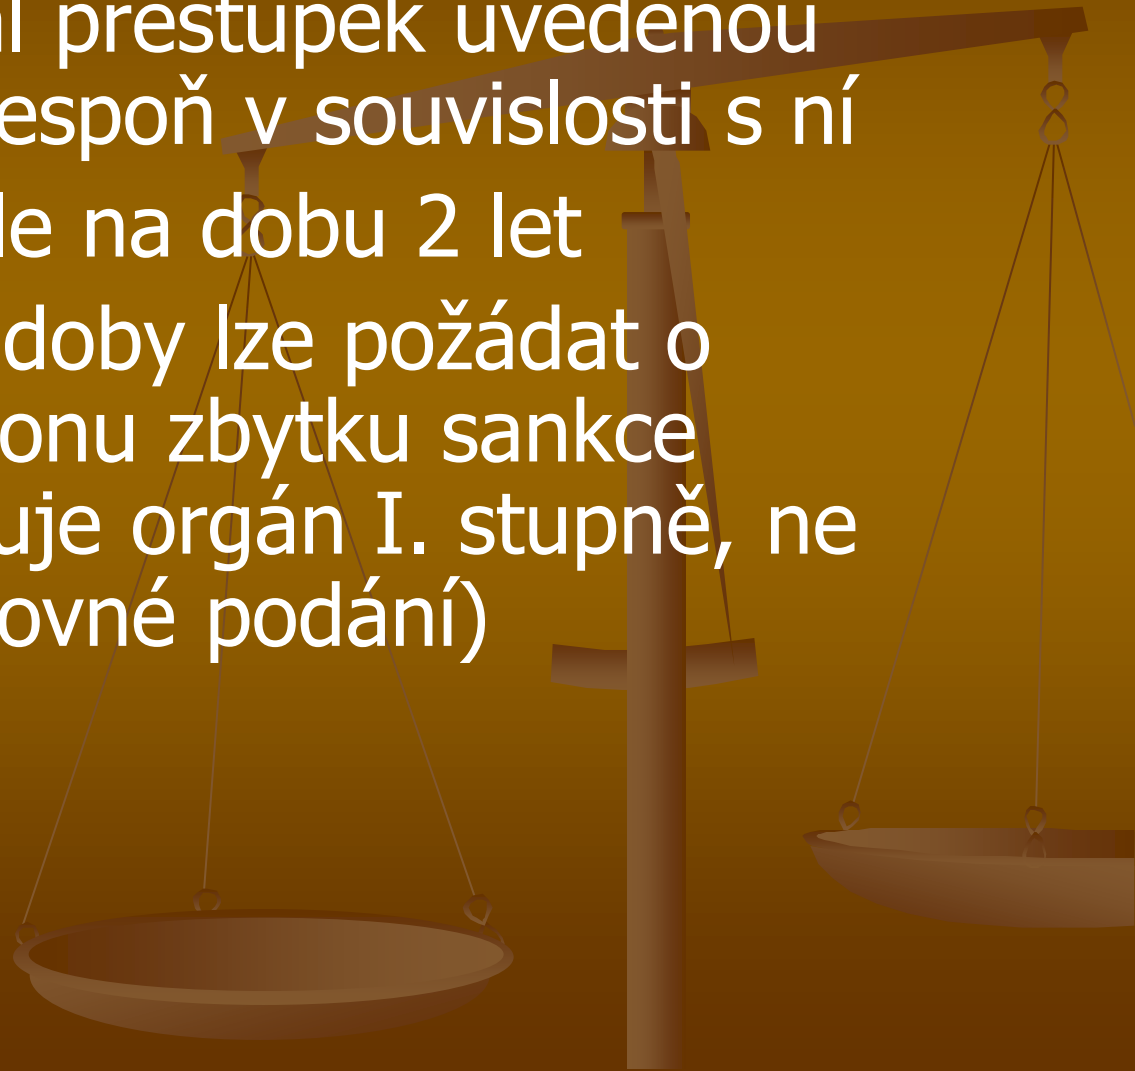 l přestupek uvedenou
espoň v souvislosti s ní
le na dobu 2 let
doby lze požádat o
onu zbytku sankce
uje orgán I. stupně, ne
ovné podání)